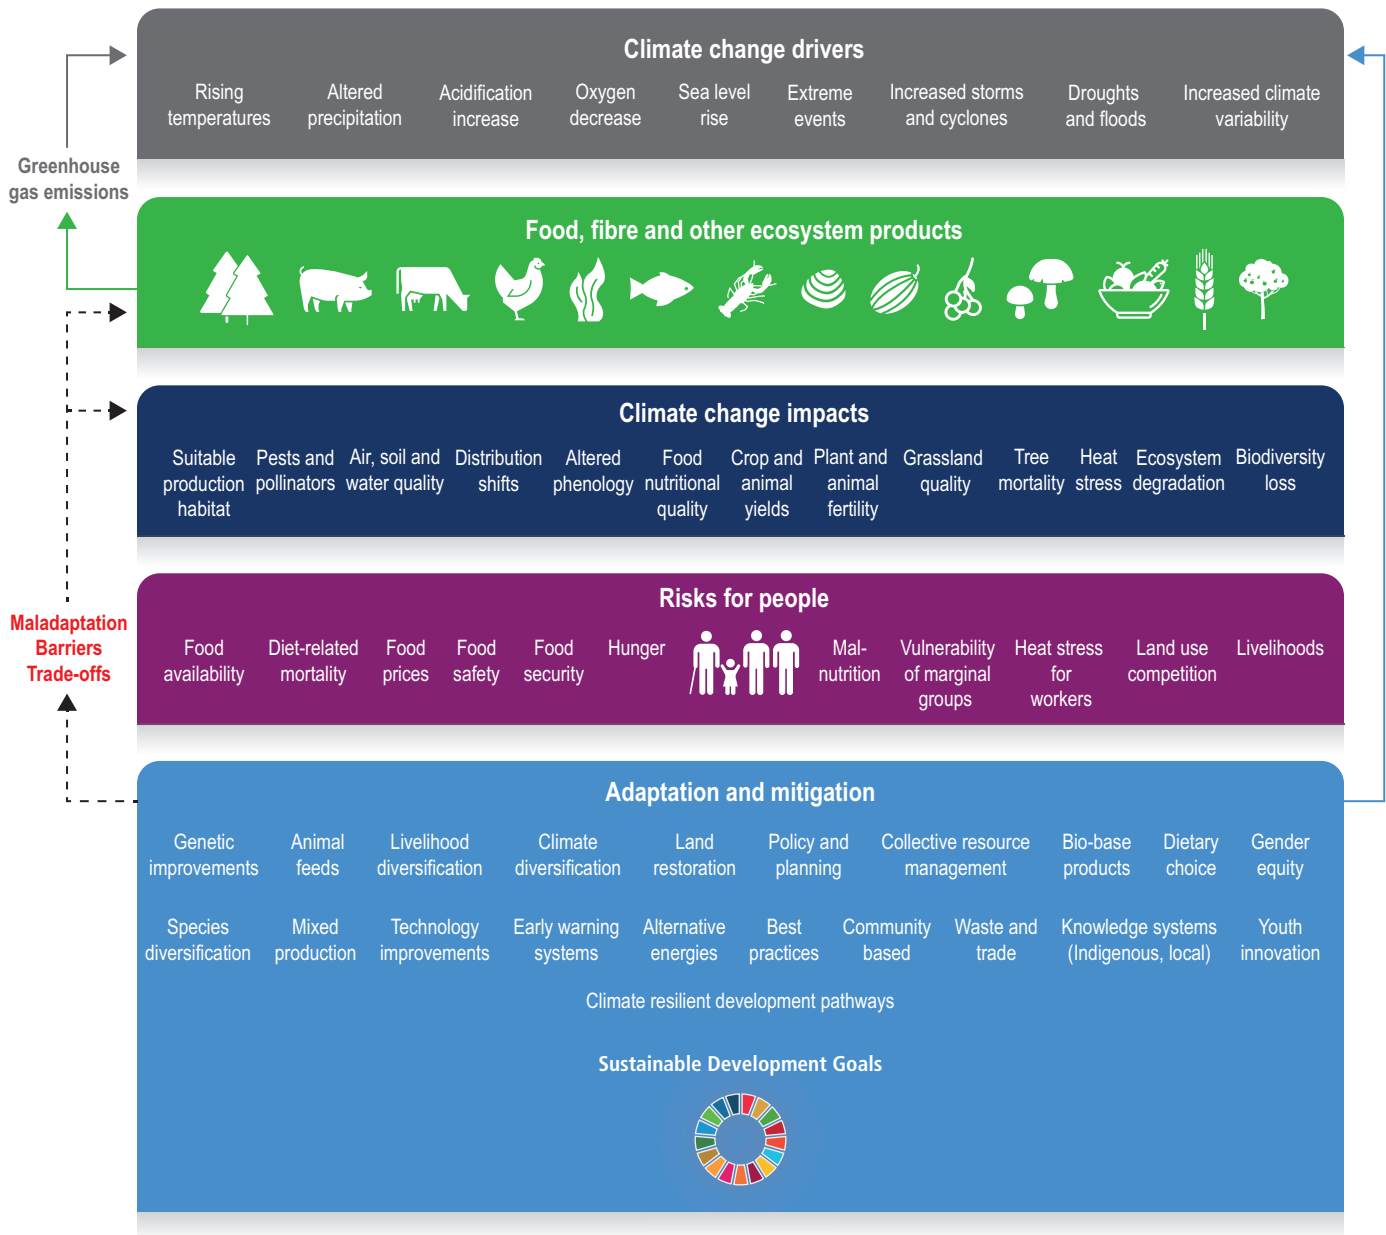 Climate change drivers
Rising temperatures
Altered precipitation
Acidification increase
Oxygen decrease
Sea level rise
Extreme events
Increased storms and cyclones
Droughts and floods
Increased climate variability
Greenhouse gas emissions
Food, fibre and other ecosystem products
Climate change impacts
Suitable production habitat
Pests and pollinators
Air, soil and water quality
Distribution shifts
Altered phenology
Food nutritional quality
Crop and animal yields
Plant and animal fertility
Grassland quality
Tree mortality
Heat stress
Ecosystem degradation
Biodiversity loss
Risks for people
Food availability
Diet-related mortality
Food prices
Food safety
Food security
Hunger
Mal-nutrition
Vulnerability of marginal groups
Heat stress for workers
Land use competition
Livelihoods
Maladaptation
Barriers
Trade-offs
Adaptation and mitigation
Genetic improvements
Animal feeds
Livelihood diversification
Climate diversification
Land restoration
Policy and planning
Collective resource management
Bio-base products
Dietary choice
Gender equity
Species diversification
Mixed production
Technology improvements
Early warning systems
Alternative energies
Best practices
Community based
Waste and trade
Knowledge systems (Indigenous, local)
Youth innovation
Climate resilient development pathways
Sustainable Development Goals